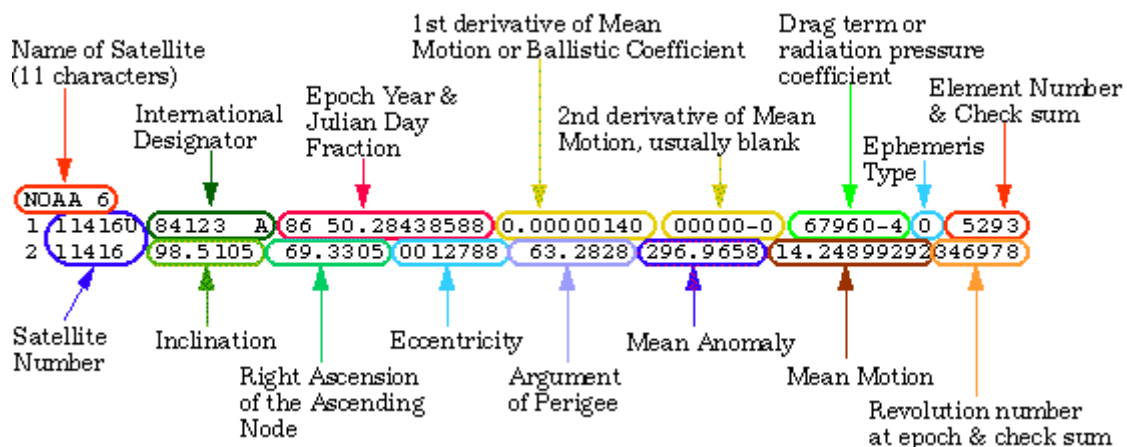 Name of Satellite
(11 characters)
International
Designator
Epoch Year &
Julian Day
Fraction
1st derivative of Mean
Motion or Ballistic Coefficient
2nd derivative of Mean
Motion, usually blank
Drag term or
radiation pressure
coefficient
Ephemeris
Type
Element Number
& Check sum
NOAA 6
1 11416U 84123 A 86 50.28438588 0.00000140 00000-0 67960-4 0 5293
2 11416 98.5105 69.3305 0012788 63.2828 296.9658 14.24899292 346978
Satellite
Number
Inclination
Right Ascension
of the Ascending
Node
Eccentricity
Argument
of Perigee
Mean Anomaly
Mean Motion
Revolution number
at epoch & check sum